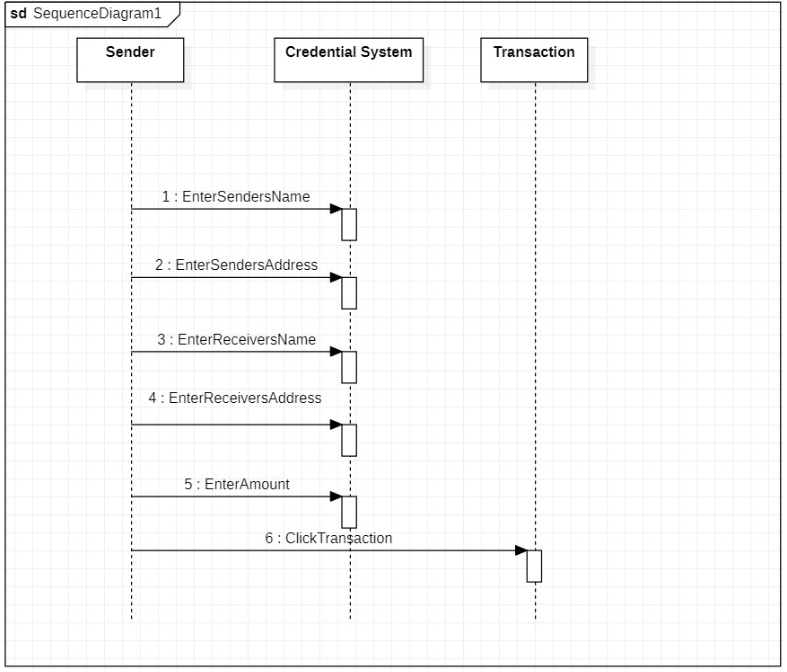 sd SequenceDiagram1
Sender
Credential System
Transaction
1 : EnterSendersName
2 : EnterSendersAddress
3 : EnterReceiversName
4 : EnterReceiversAddress
5 : EnterAmount
6 : ClickTransaction